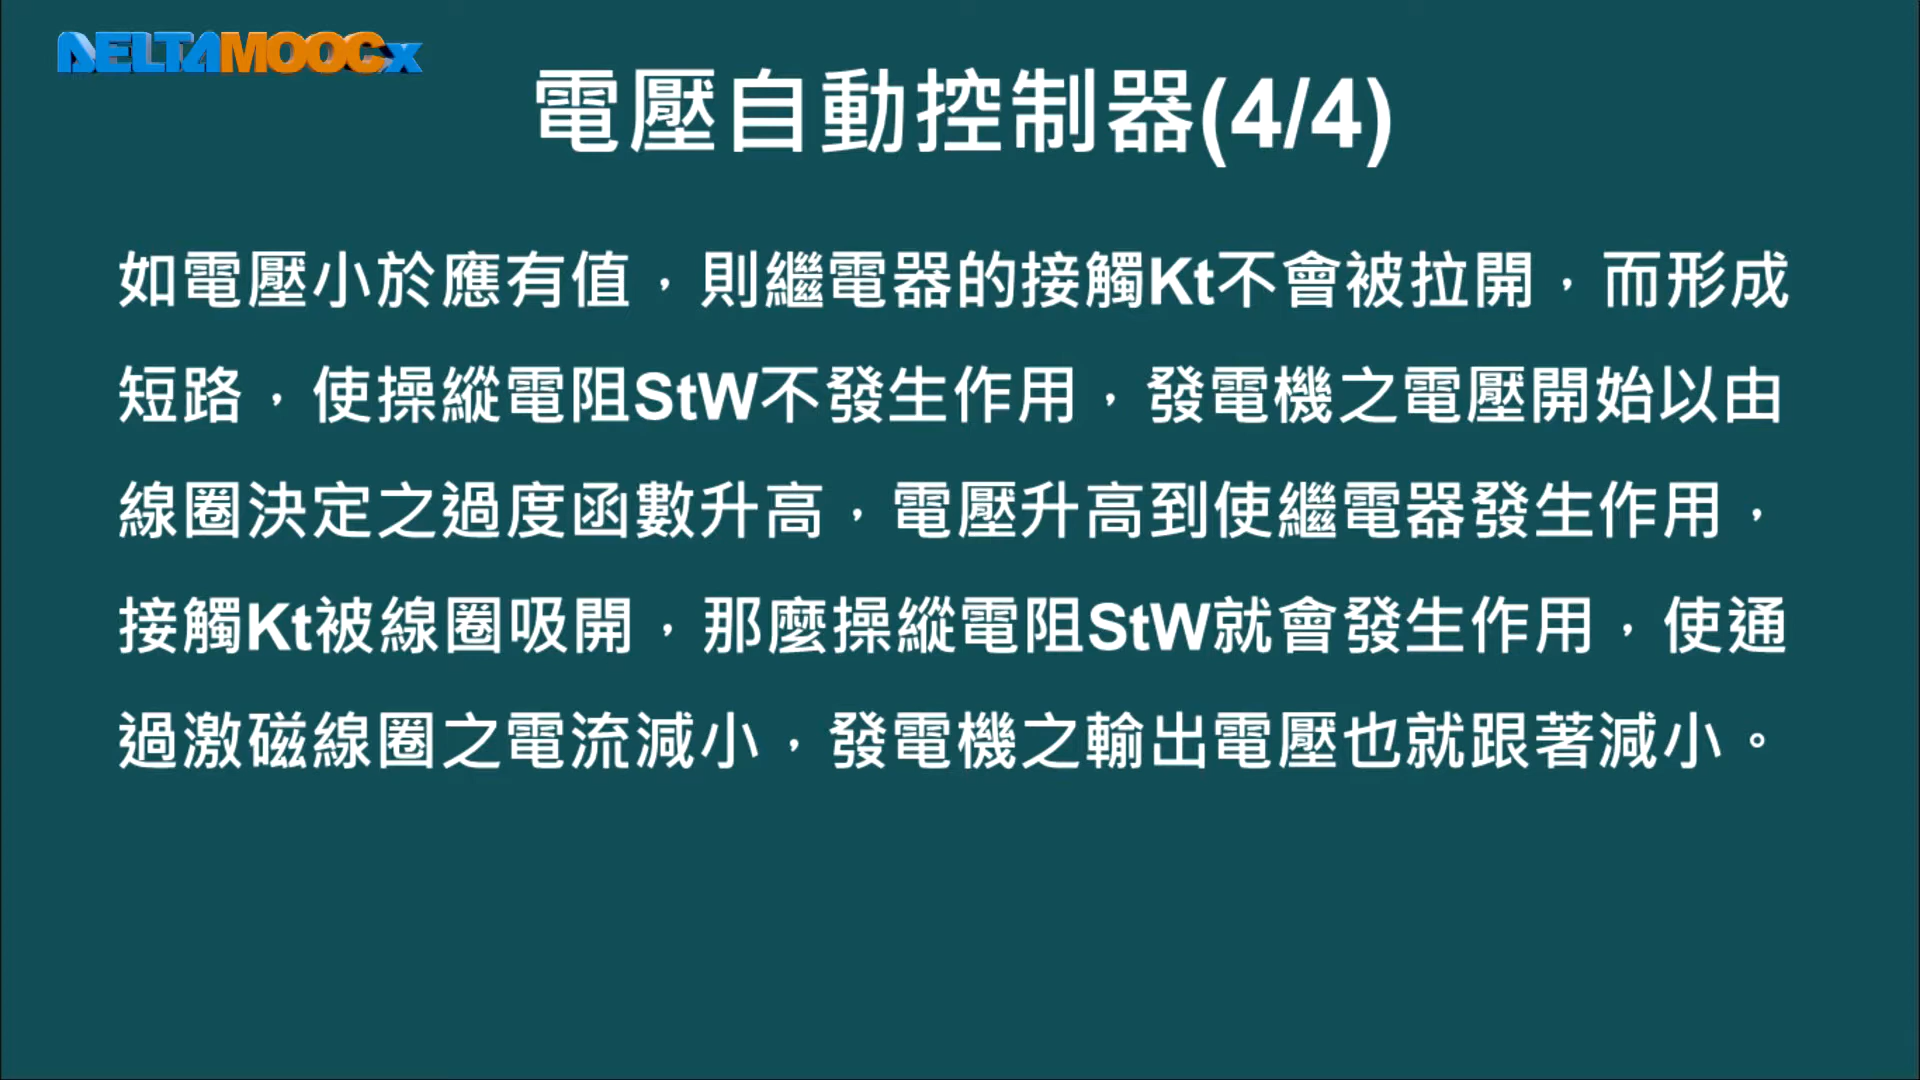 DELTAMOOCx
電壓自動控制器(4/4)
如電壓小於應有值，則繼電器的接觸Kt不會被拉開，而形成
短路，使操縱電阻StW不發生作用，發電機之電壓開始以由
線圈決定之過度函數升高，電壓升高到使繼電器發生作用，
接觸Kt被線圈吸開，那麼操縱電阻StW就會發生作用，使通
過激磁線圈之電流減小，發電機之輸出電壓也就跟著減小。